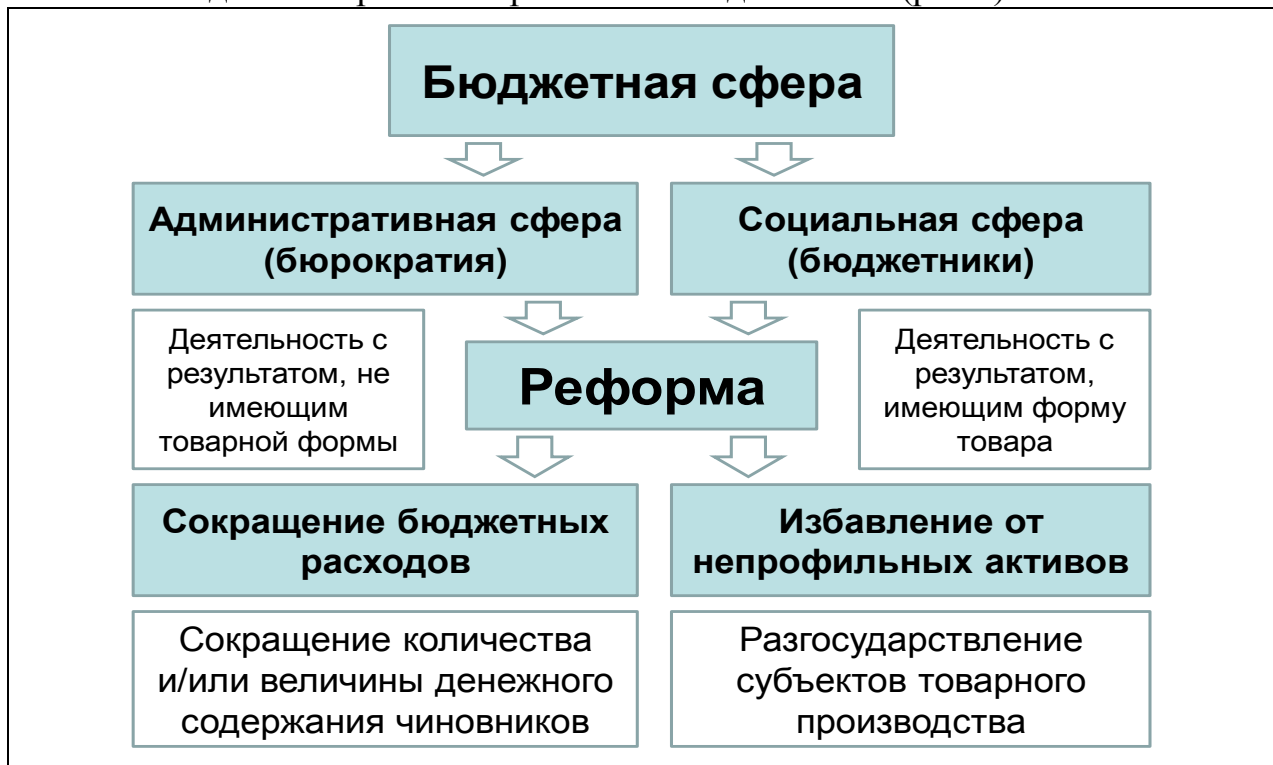 Бюджетная сфера
Административная сфера
(бюрократия)
Социальная сфера
(бюджетники)
Деятельность с
результатом, не
имеющим
товарной формы
Реформа
Деятельность с
результатом,
имеющим форму
товара
Сокращение бюджетных
расходов
Избавление от
непрофильных активов
Сокращение количества
и/или величины денежного
содержания чиновников
Разгосударствление
субъектов товарного
производства